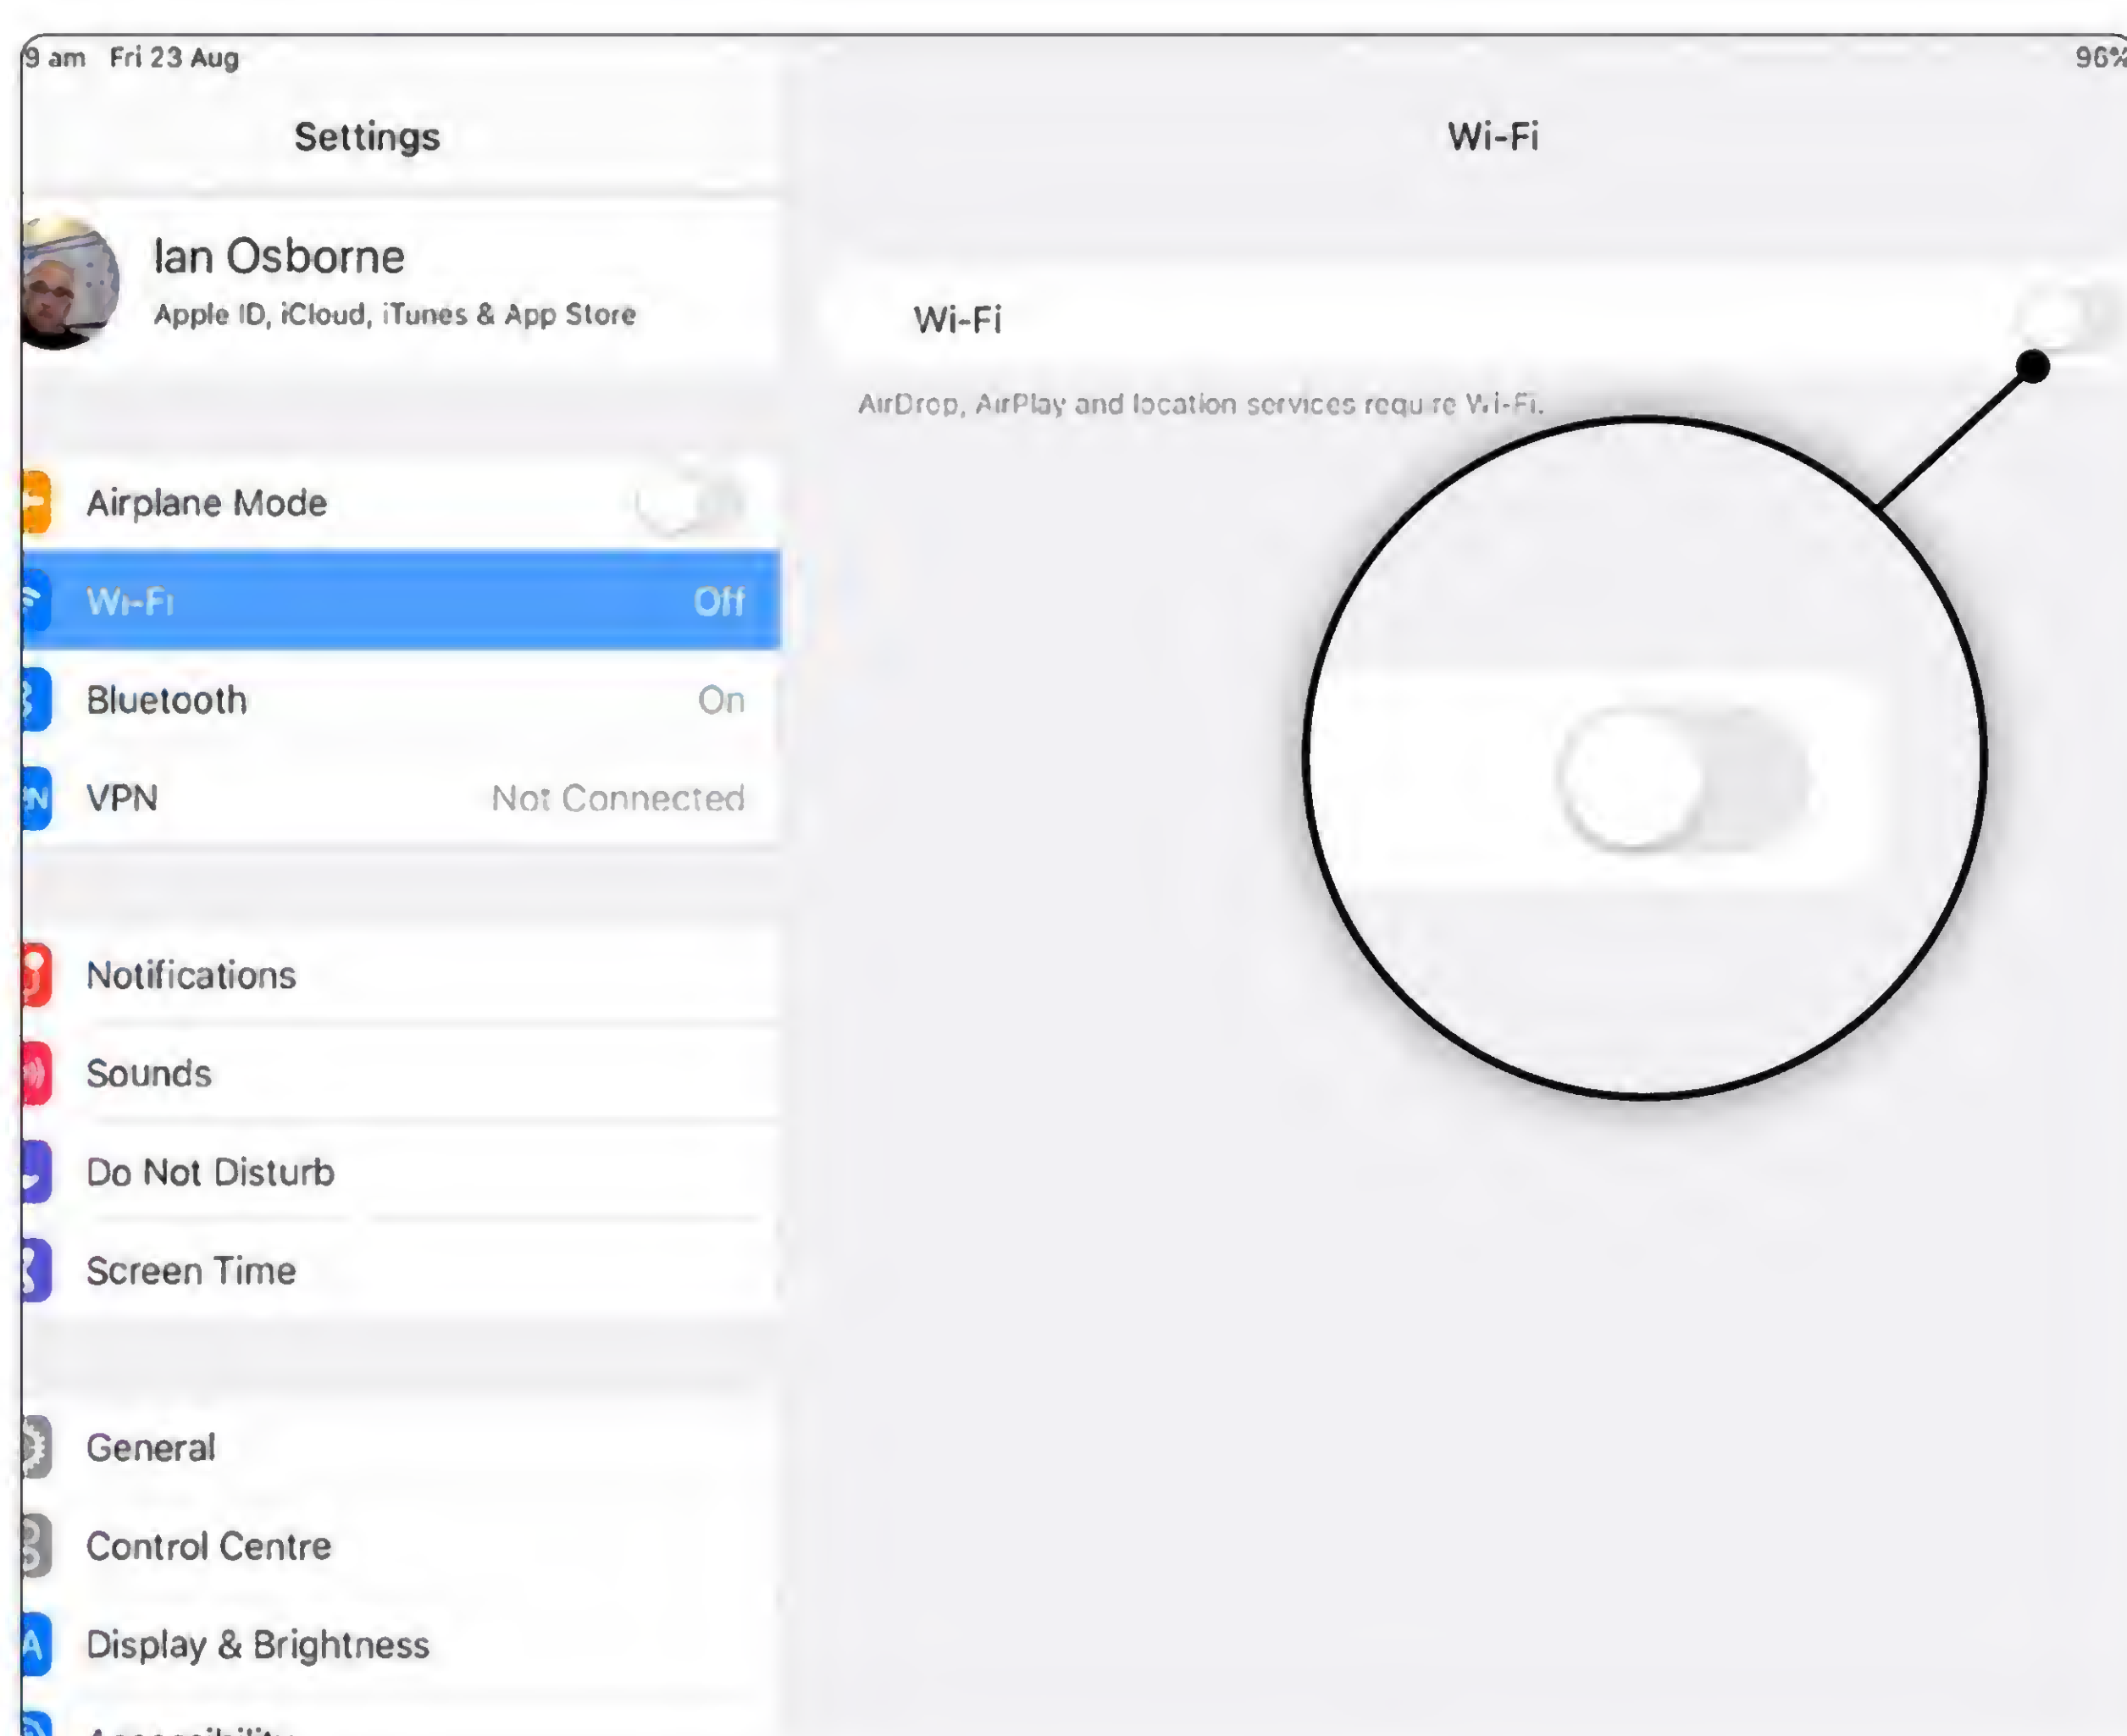 9 am Fri 23 Aug
96%
Settings
Wi-Fi
Ian Osborne
Apple ID, iCloud, iTunes & App Store
Wi-Fi
AirDrop, AirPlay and location services require Wi-Fi.
Airplane Mode
Wi-Fi Off
Bluetooth On
VPN Not Connected
Notifications
Sounds
Do Not Disturb
Screen Time
General
Control Centre
Display & Brightness